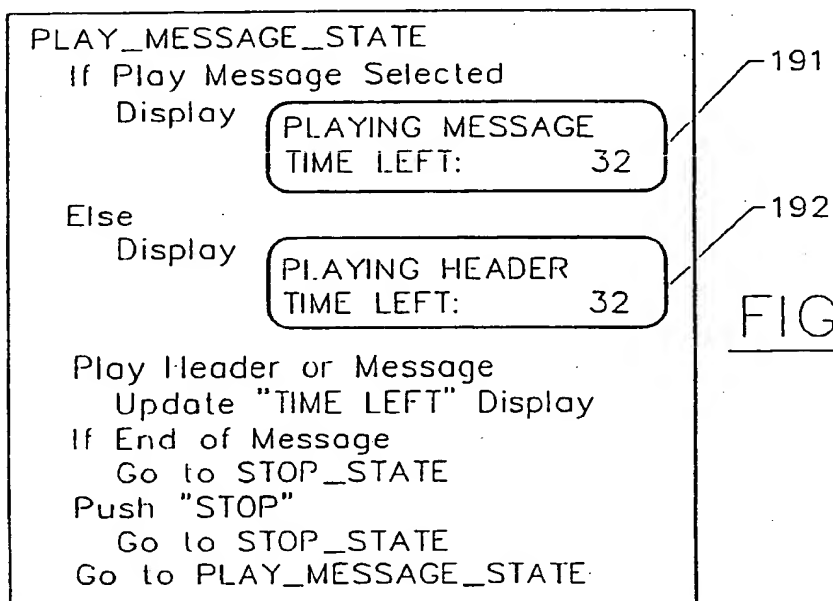 PLAY_MESSAGE_STATE
If Play Message Selected
Display
PLAYING MESSAGE
TIME LEFT: 32
191
Else
Display
PLAYING HEADER
TIME LEFT: 32
192
FIG
Play Header or Message
Update "TIME LEFT" Display
If End of Message
Go to STOP_STATE
Push "STOP"
Go to STOP_STATE
Go to PLAY_MESSAGE_STATE